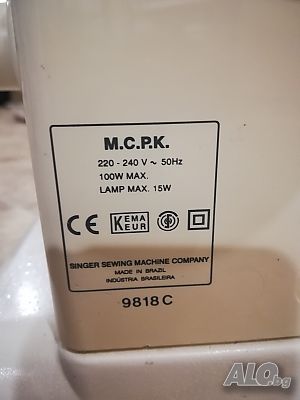 M.C.P.K.
220 - 240 V ~ 50Hz
100W MAX.
LAMP MAX. 15W
CE KEMA KEUR
SINGER SEWING MACHINE COMPANY
MADE IN BRAZIL
INDÚSTRIA BRASILEIRA
9818 C
ALO.bg